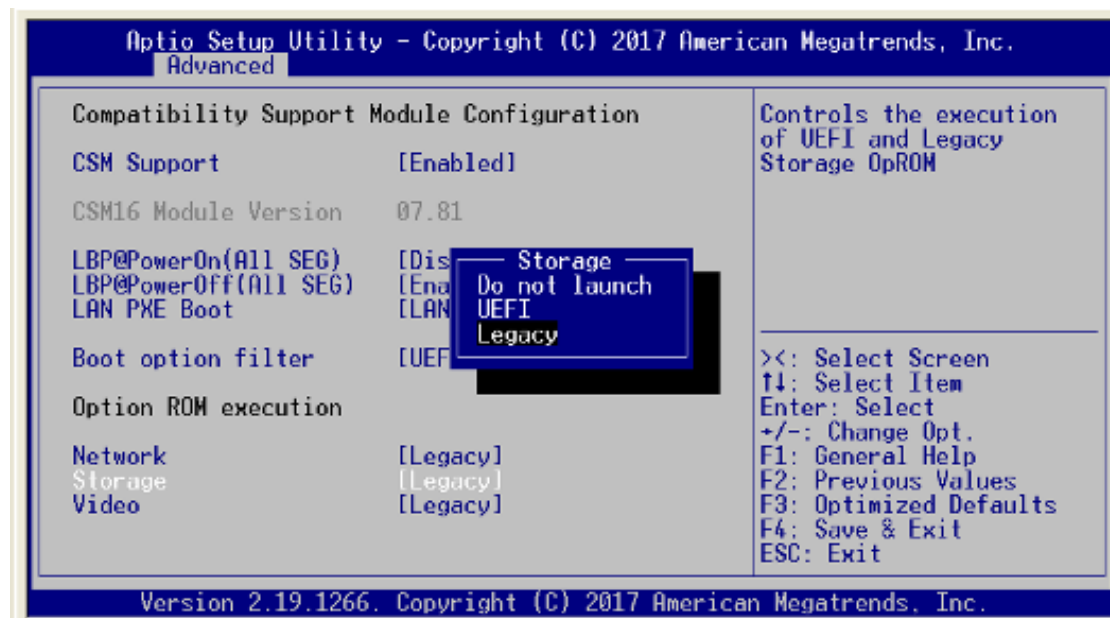 Aptio Setup Utility - Copyright (C) 2017 American Megatrends, Inc.
Advanced
Compatibility Support Module Configuration
CSM Support [Enabled]
CSM16 Module Version 07.81
LBP@PowerOn(All SEG) [Dis
LBP@PowerOff(All SEG) [Ena
LAN PXE Boot [LAN
Boot option filter [UEF
Option ROM execution
Network [Legacy]
Storage [Legacy]
Video [Legacy]
Storage
Do not launch
UEFI
Legacy
Controls the execution
of UEFI and Legacy
Storage OpROM
><: Select Screen
↑↓: Select Item
Enter: Select
+/-: Change Opt.
F1: General Help
F2: Previous Values
F3: Optimized Defaults
F4: Save & Exit
ESC: Exit
Version 2.19.1266. Copyright (C) 2017 American Megatrends, Inc.